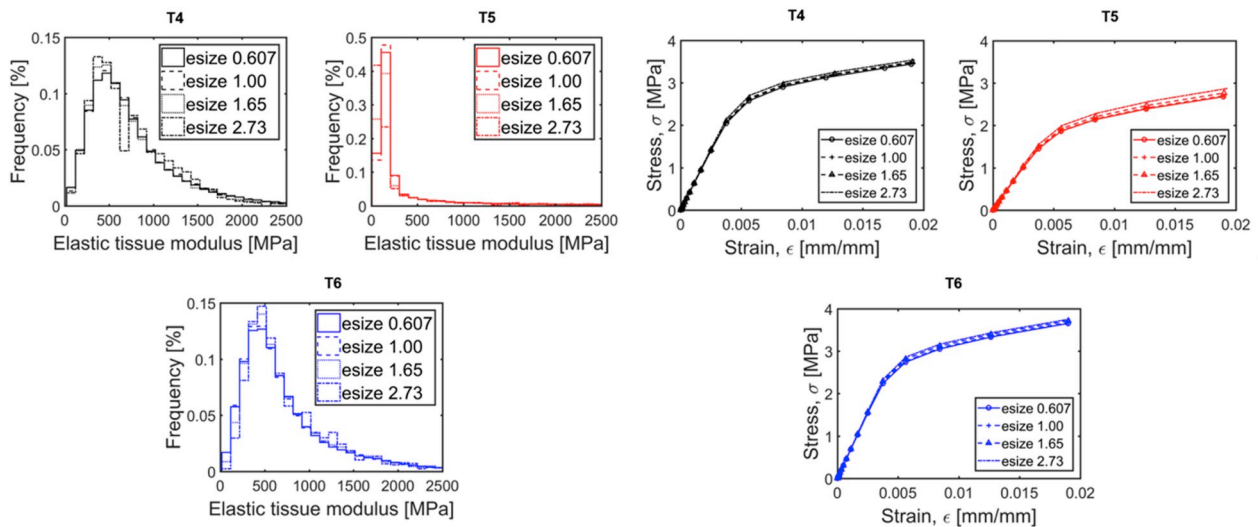 T4
0.15
0.1
0.05
0
Frequency [%]
esize 0.607
esize 1.00
esize 1.65
esize 2.73
0 500 1000 1500 2000 2500
Elastic tissue modulus [MPa]
T5
0.5
0.4
0.3
0.2
0.1
0
Frequency [%]
esize 0.607
esize 1.00
esize 1.65
esize 2.73
0 500 1000 1500 2000 2500
Elastic tissue modulus [MPa]
T4
4
3
2
1
0
Stress, σ [MPa]
esize 0.607
esize 1.00
esize 1.65
esize 2.73
0 0.005 0.01 0.015 0.02
Strain, ϵ [mm/mm]
T5
4
3
2
1
0
Stress, σ [MPa]
esize 0.607
esize 1.00
esize 1.65
esize 2.73
0 0.005 0.01 0.015 0.02
Strain, ϵ [mm/mm]
T6
0.15
0.1
0.05
0
Frequency [%]
esize 0.607
esize 1.00
esize 1.65
esize 2.73
0 500 1000 1500 2000 2500
Elastic tissue modulus [MPa]
T6
4
3
2
1
0
Stress, σ [MPa]
esize 0.607
esize 1.00
esize 1.65
esize 2.73
0 0.005 0.01 0.015 0.02
Strain, ϵ [mm/mm]